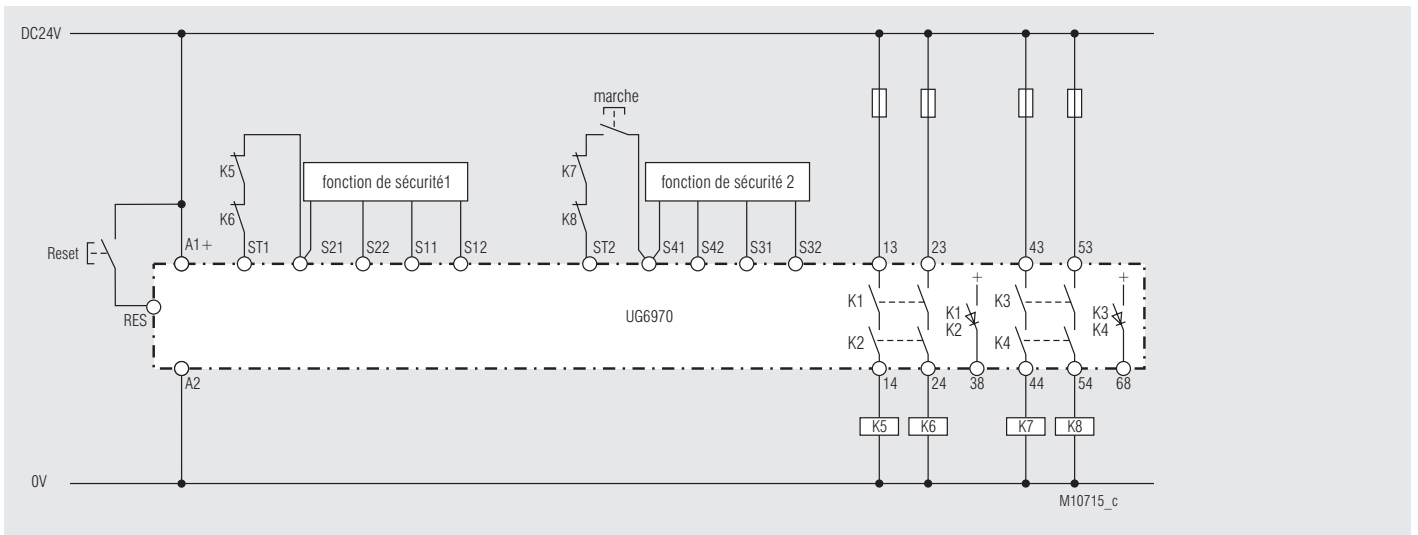 DC24V
marche
K5
K7
fonction de sécurité1
fonction de sécurité 2
K6
K8
Reset
A1+
ST1
S21
S22
S11
S12
ST2
S41
S42
S31
S32
13
23
43
53
RES
UG6970
K1
K2
+
K1
K2
K3
K4
+
K3
K4
A2
14
24
38
44
54
68
K5
K6
K7
K8
0V
M10715_c